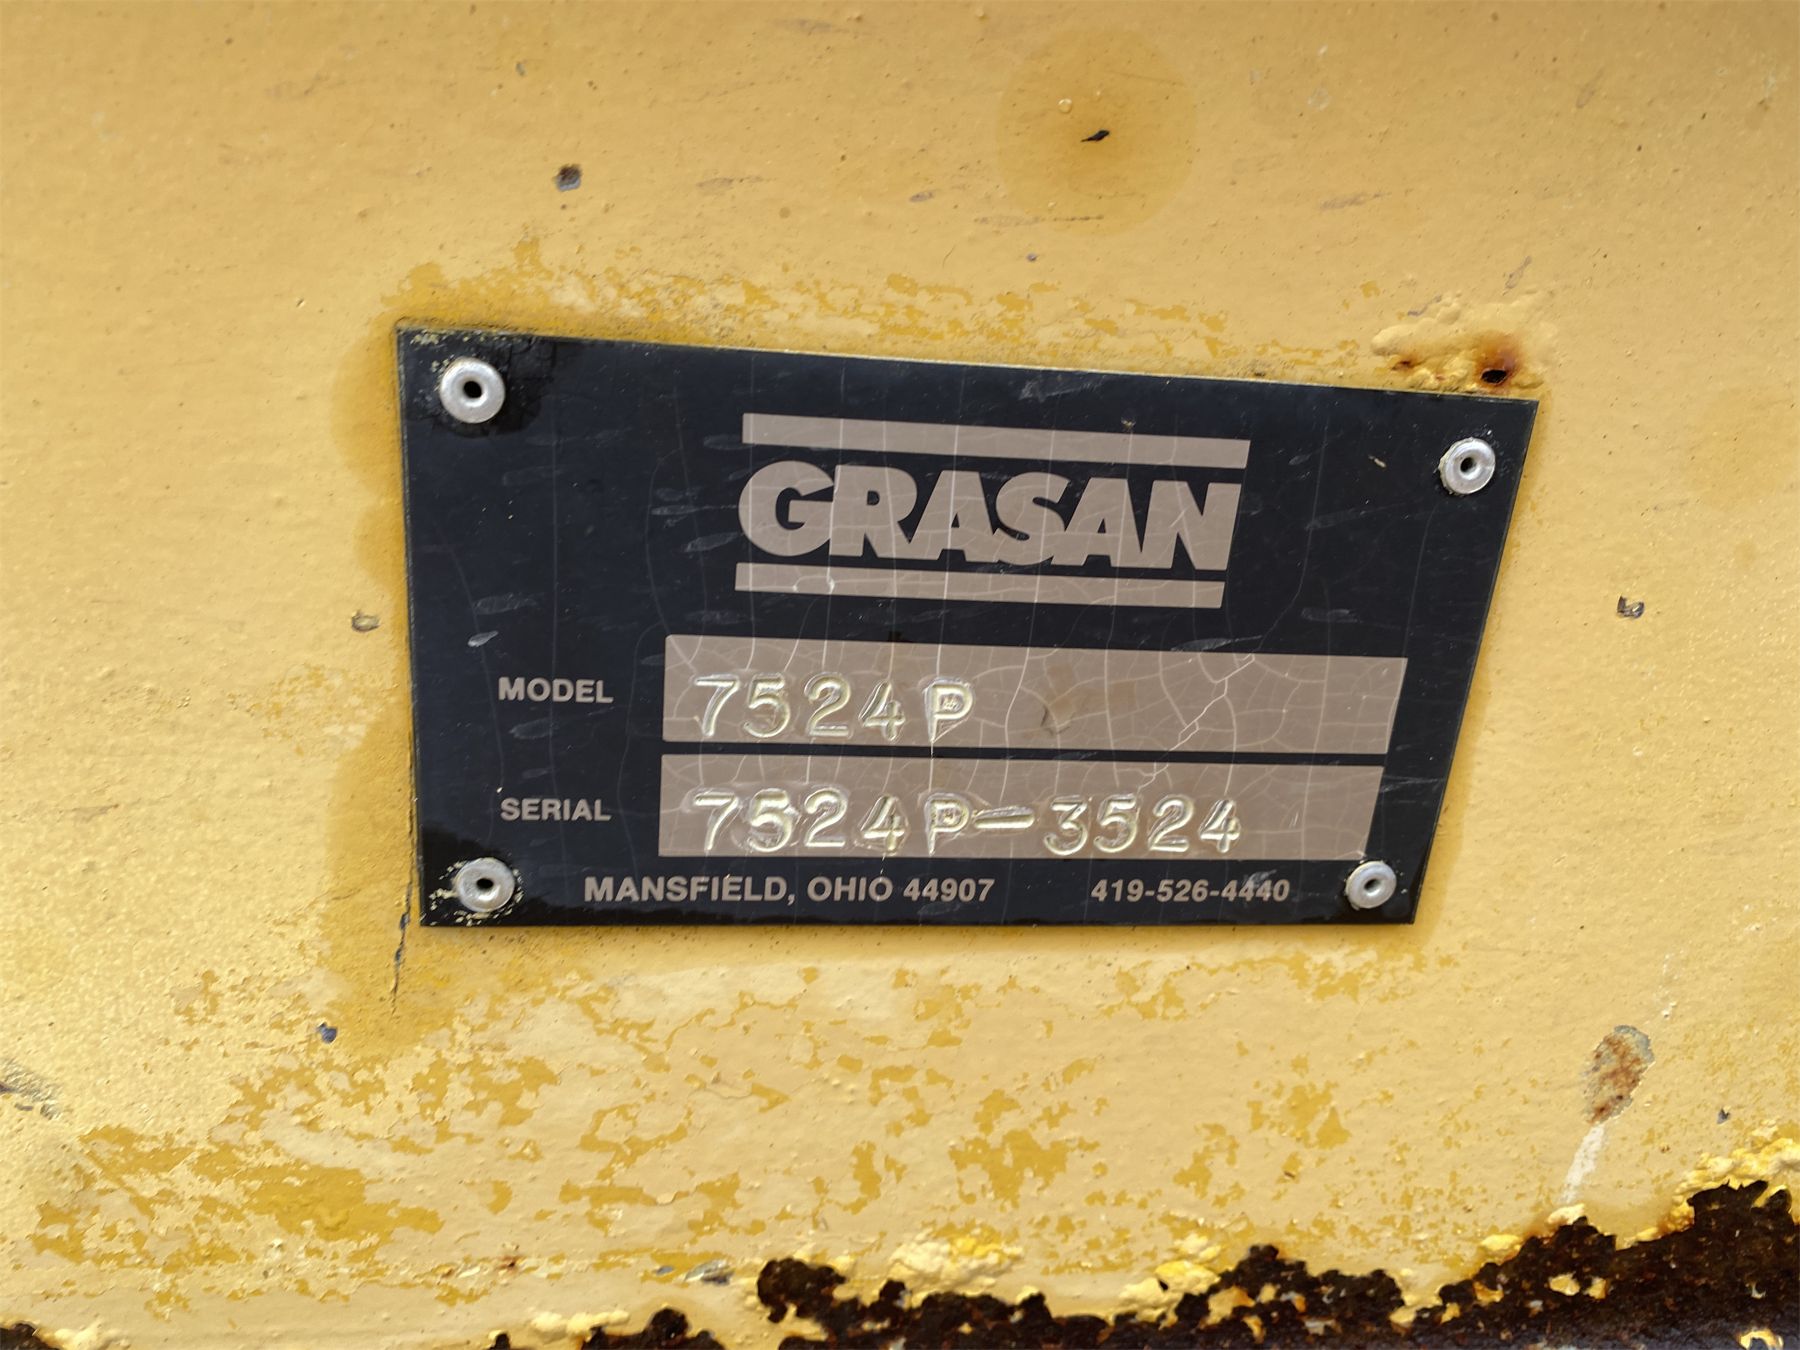 GRASAN
MODEL 7524P
SERIAL 7524P-3524
MANSFIELD, OHIO 44907 419-526-4440